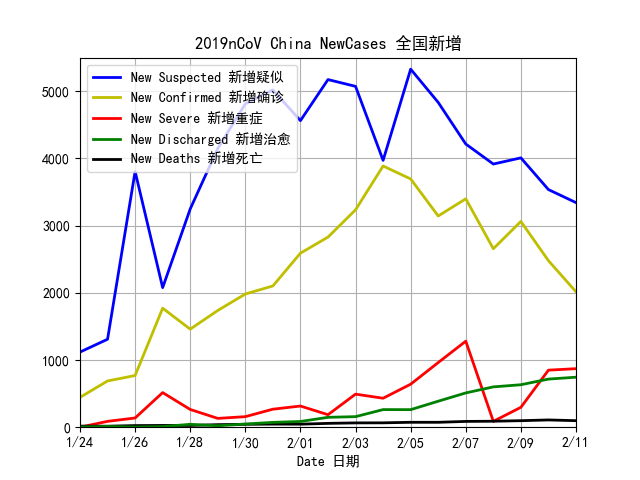 2019nCoV China NewCases 全国新增
New Suspected 新增疑似
New Confirmed 新增确诊
New Severe 新增重症
New Discharged 新增治愈
New Deaths 新增死亡
5000
4000
3000
2000
1000
0
1/24 1/26 1/28 1/30 2/01 2/03 2/05 2/07 2/09 2/11
Date 日期